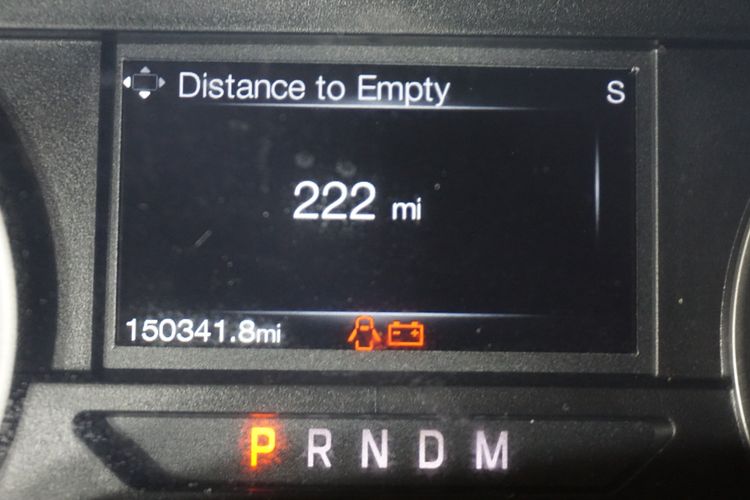 Distance to Empty S
222 mi
150341.8mi
P R N D M